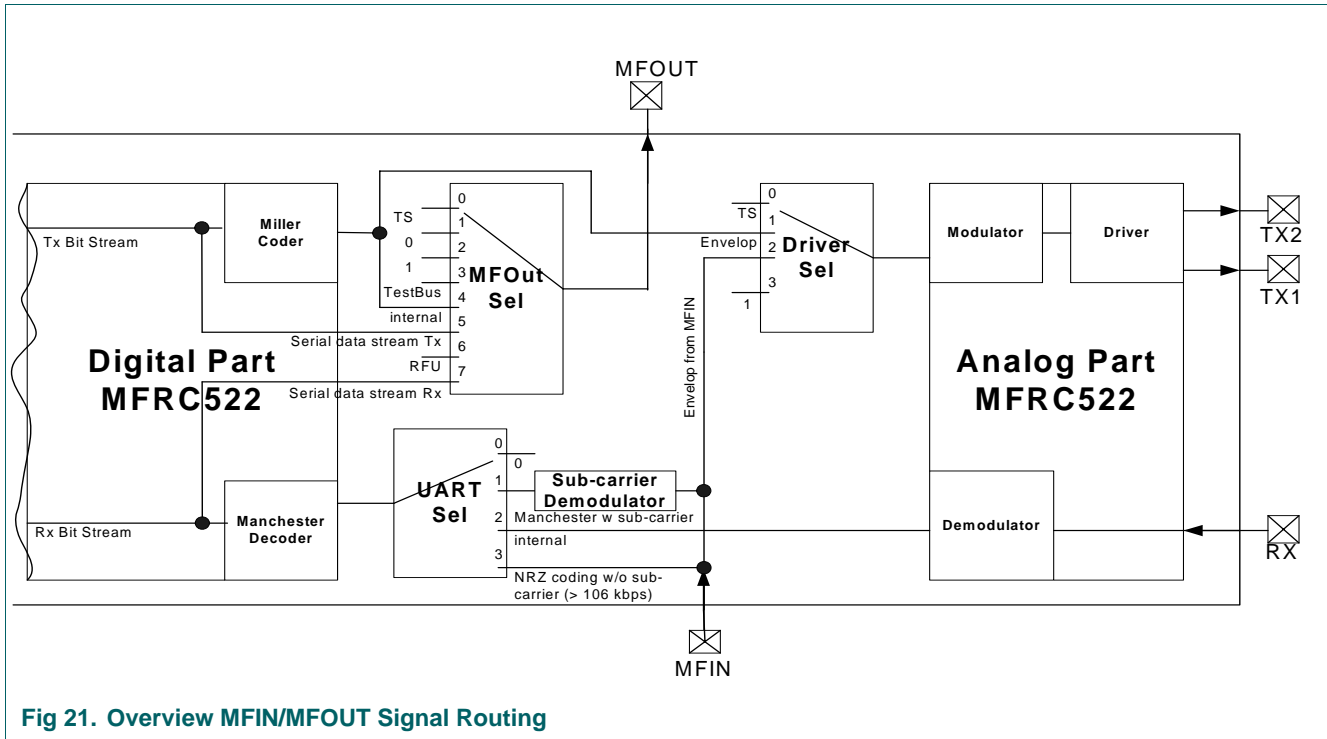 MFOUT
Tx Bit Stream
Miller
Coder
0
TS
1
0
2
1
3
TestBus
4
internal
5
Serial data stream Tx
6
RFU
7
Serial data stream Rx
MFOut
Sel
0
TS
1
Envelop
2
3
1
Driver
Sel
Modulator
Driver
TX2
TX1
Digital Part
MFRC522
Analog Part
MFRC522
Envelop from MFIN
Rx Bit Stream
Manchester
Decoder
UART
Sel
0
0
1
Sub-carrier
Demodulator
2
Manchester w sub-carrier
internal
3
NRZ coding w/o sub-
carrier (> 106 kbps)
Demodulator
RX
MFIN
Fig 21. Overview MFIN/MFOUT Signal Routing